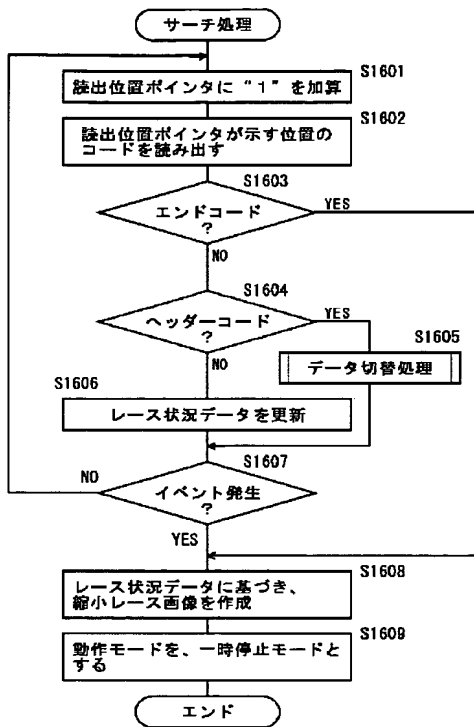 サーチ処理
S1601
読出位置ポインタに“1”を加算
S1602
読出位置ポインタが示す位置の
コードを読み出す
S1603
エンドコード
?
YES
NO
S1604
ヘッダーコード
?
YES
NO
S1605
データ切替処理
S1606
レース状況データを更新
S1607
イベント発生
?
NO
YES
S1608
レース状況データに基づき、
縮小レース画像を作成
S1609
動作モードを、一時停止モードと
する
エンド